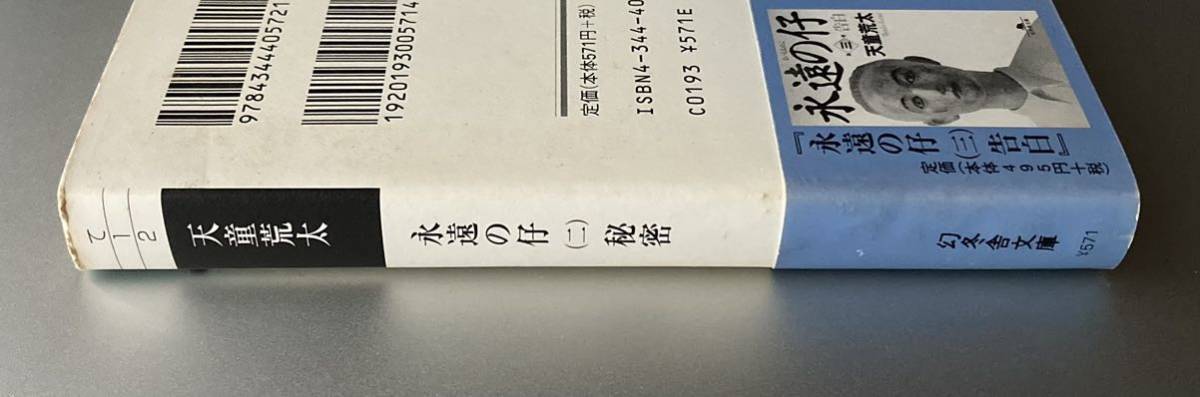 9784344405721
1920193005714
定価(本体571円+税)
ISBN4-344-40
C0193 ¥571E
永遠の仔
三 告白
天童荒太
『永遠の仔(三)告白』
定価(本体495円+税)
て
1
2
天童荒太
永遠の仔 (二) 秘密
幻冬舎文庫
¥571